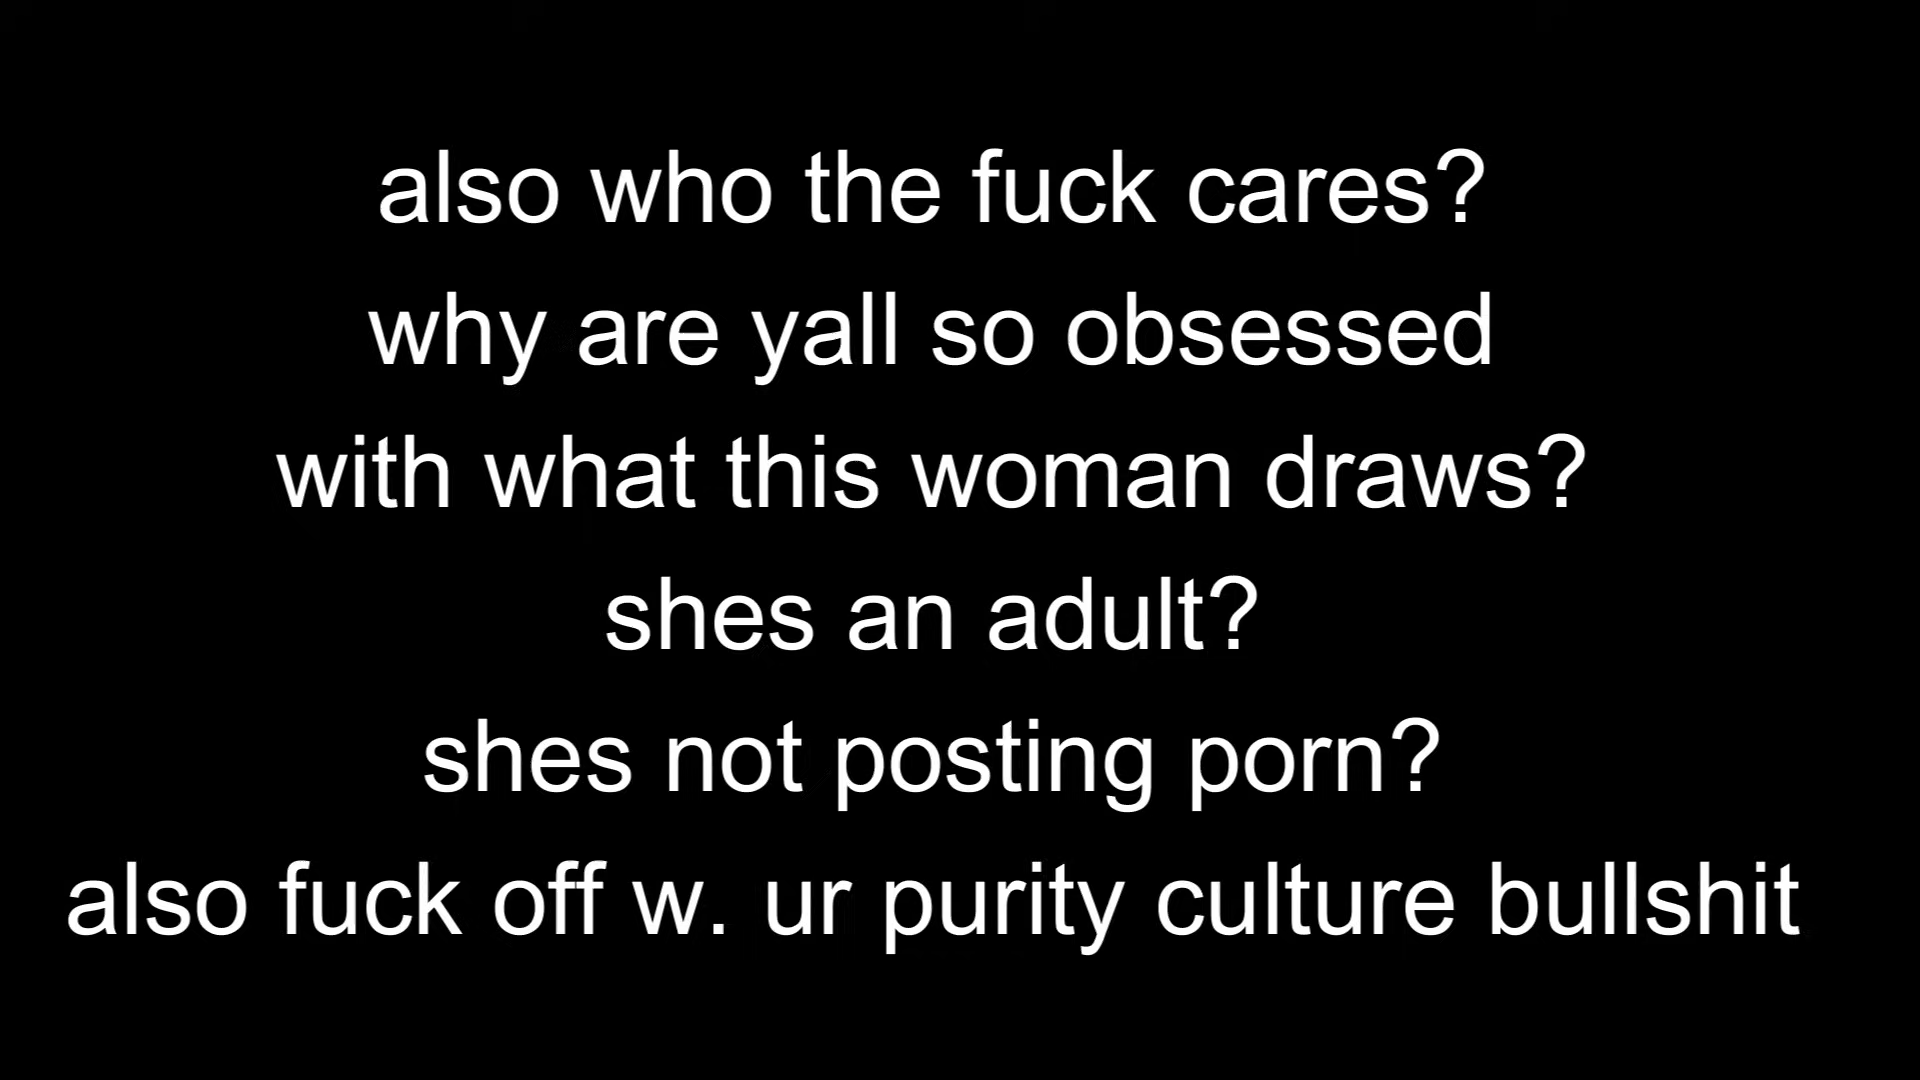 also who the fuck cares?
why are yall so obsessed
with what this woman draws?
shes an adult?
shes not posting porn?
also fuck off w. ur purity culture bullshit